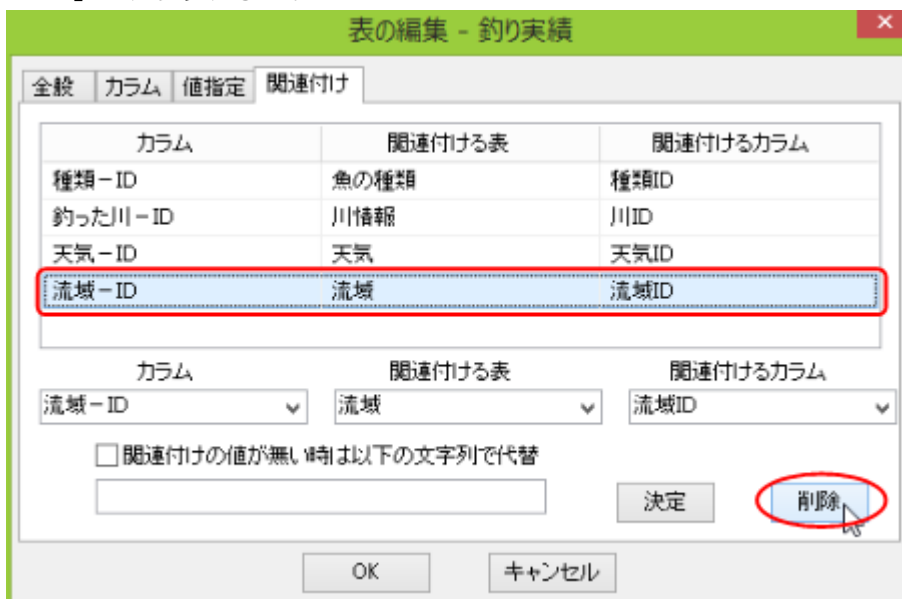 表の編集 - 釣り実績
全般 カラム 値指定 関連付け
カラム 関連付ける表 関連付けるカラム
種類－ID 魚の種類 種類ID
釣った川－ID 川情報 川ID
天気－ID 天気 天気ID
流域－ID 流域 流域ID
カラム 関連付ける表 関連付けるカラム
流域－ID 流域 流域ID
関連付けの値が無い時は以下の文字列で代替
決定 削除
OK キャンセル